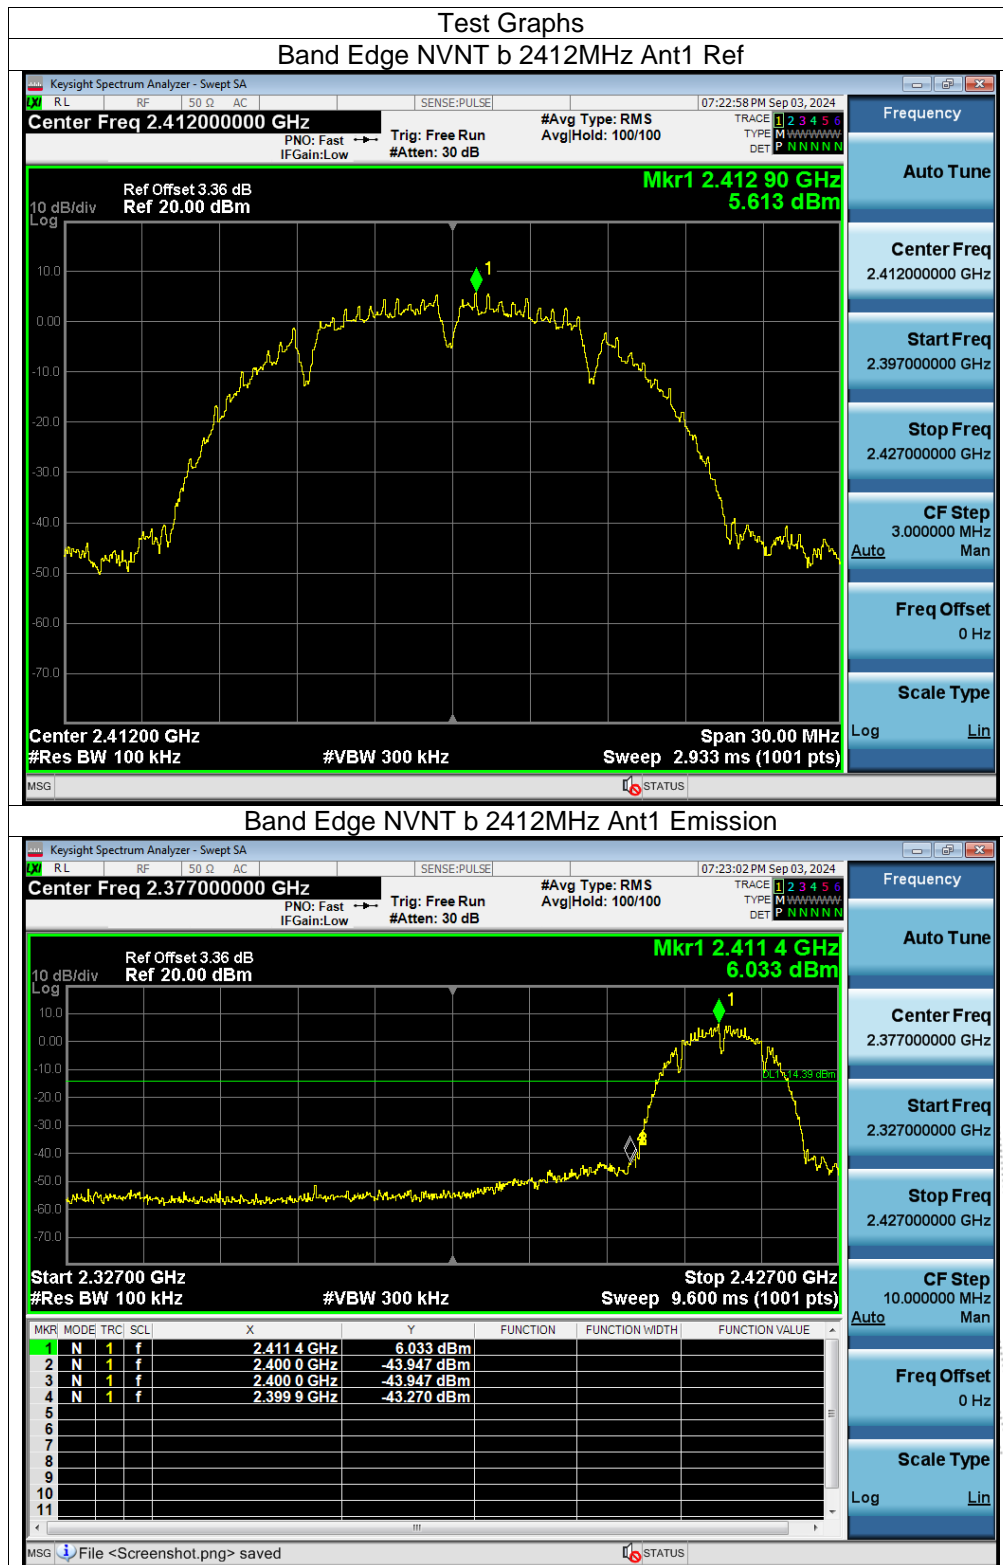 Test Graphs
Band Edge NVNT b 2412MHz Ant1 Ref
Keysight Spectrum Analyzer - Swept SA
LXI RL RF 50 Ω AC SENSE:PULSE 07:22:58 PM Sep 03, 2024
Center Freq 2.412000000 GHz
PNO: Fast
IFGain:Low
Trig: Free Run
#Atten: 30 dB
#Avg Type: RMS
Avg|Hold: 100/100
TRACE 1 2 3 4 5 6
TYPE M WWWWW
DET P N N N N N
Mkr1 2.412 90 GHz
5.613 dBm
Ref Offset 3.36 dB
10 dB/div Ref 20.00 dBm
Log
1
10.0
0.00
-10.0
-20.0
-30.0
-40.0
-50.0
-60.0
-70.0
Center 2.41200 GHz Span 30.00 MHz
#Res BW 100 kHz #VBW 300 kHz Sweep 2.933 ms (1001 pts)
MSG STATUS
Frequency
Auto Tune
Center Freq
2.412000000 GHz
Start Freq
2.397000000 GHz
Stop Freq
2.427000000 GHz
CF Step
3.000000 MHz
Auto Man
Freq Offset
0 Hz
Scale Type
Log Lin
Band Edge NVNT b 2412MHz Ant1 Emission
Keysight Spectrum Analyzer - Swept SA
LXI RL RF 50 Ω AC SENSE:PULSE 07:23:02 PM Sep 03, 2024
Center Freq 2.377000000 GHz
PNO: Fast
IFGain:Low
Trig: Free Run
#Atten: 30 dB
#Avg Type: RMS
Avg|Hold: 100/100
TRACE 1 2 3 4 5 6
TYPE M WWWWW
DET P N N N N N
Mkr1 2.411 4 GHz
6.033 dBm
Ref Offset 3.36 dB
10 dB/div Ref 20.00 dBm
Log
1
10.0
0.00
-10.0
DL1 -14.39 dBm
-20.0
-30.0
-40.0
-50.0
-60.0
-70.0
Start 2.32700 GHz Stop 2.42700 GHz
#Res BW 100 kHz #VBW 300 kHz Sweep 9.600 ms (1001 pts)
MKR MODE TRC SCL X Y FUNCTION FUNCTION WIDTH FUNCTION VALUE
1 N 1 f 2.411 4 GHz 6.033 dBm
2 N 1 f 2.400 0 GHz -43.947 dBm
3 N 1 f 2.400 0 GHz -43.947 dBm
4 N 1 f 2.399 9 GHz -43.270 dBm
5
6
7
8
9
10
11
MSG File <Screenshot.png> saved STATUS
Frequency
Auto Tune
Center Freq
2.377000000 GHz
Start Freq
2.327000000 GHz
Stop Freq
2.427000000 GHz
CF Step
10.000000 MHz
Auto Man
Freq Offset
0 Hz
Scale Type
Log Lin